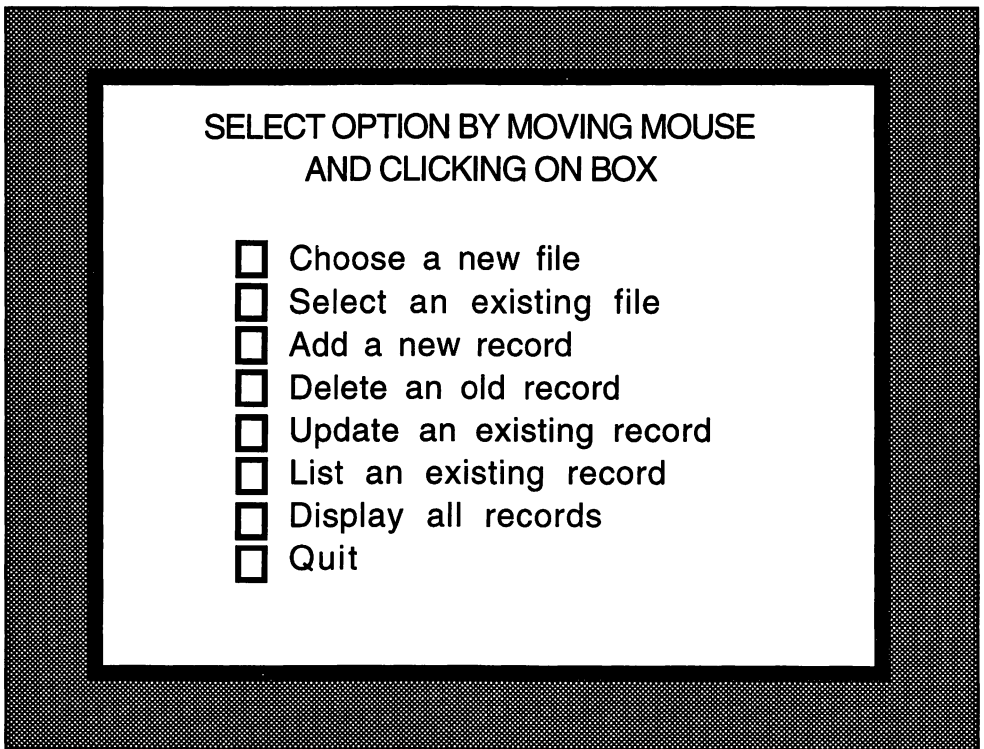 SELECT OPTION BY MOVING MOUSE
AND CLICKING ON BOX
Choose a new file
Select an existing file
Add a new record
Delete an old record
Update an existing record
List an existing record
Display all records
Quit